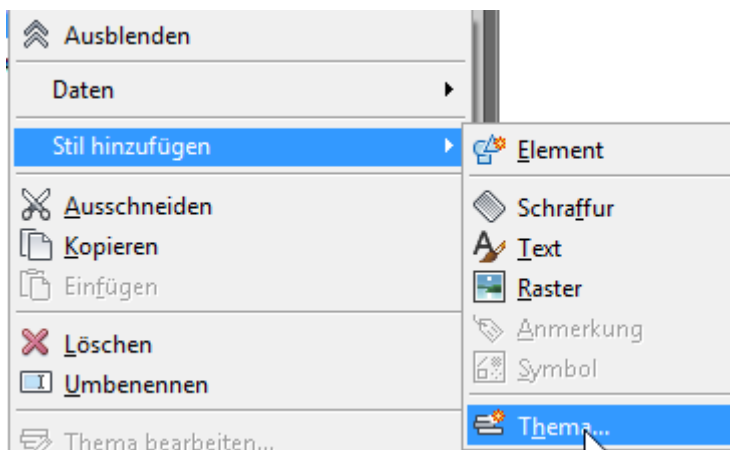 Ausblenden
Daten
Stil hinzufügen
Element
Ausschneiden
Schraffur
Kopieren
Text
Einfügen
Raster
Anmerkung
Löschen
Symbol
Umbenennen
Thema...
Thema bearbeiten...